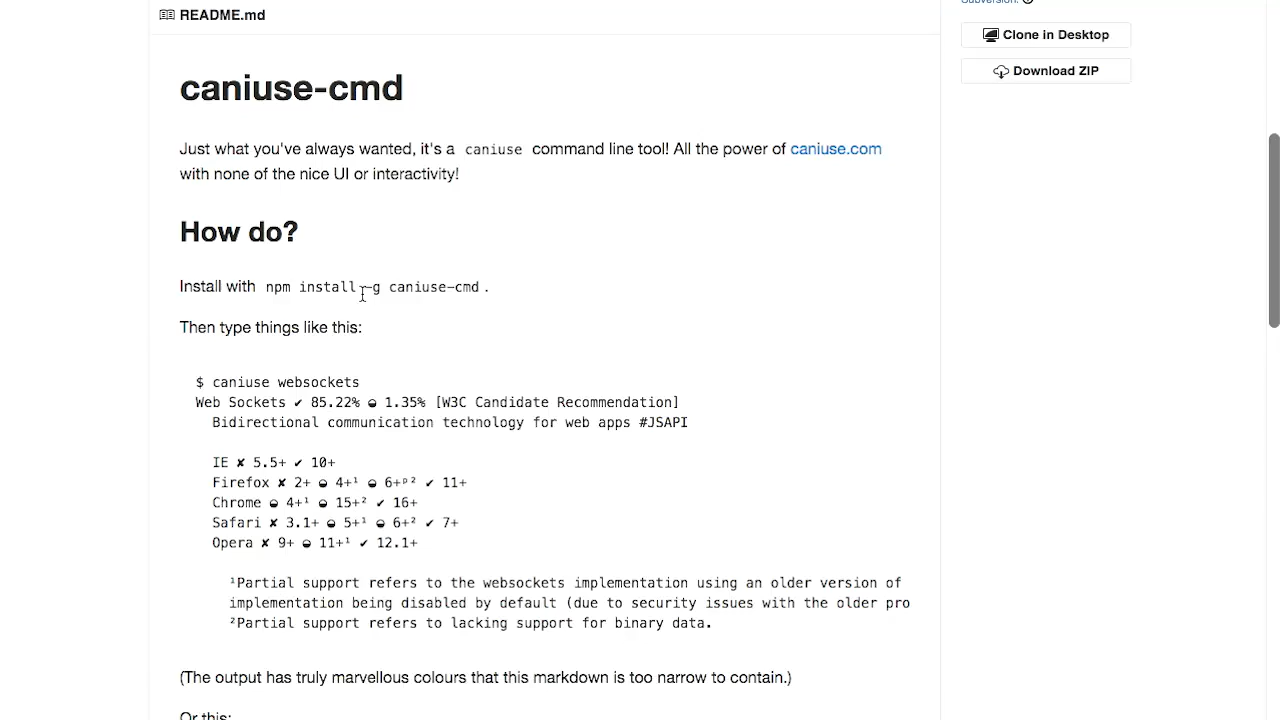 Subversion.
README.md
Clone in Desktop
Download ZIP
caniuse-cmd
Just what you've always wanted, it's a caniuse command line tool! All the power of caniuse.com
with none of the nice UI or interactivity!
How do?
Install with npm install -g caniuse-cmd .
Then type things like this:
$ caniuse websockets
Web Sockets ✔ 85.22% ◒ 1.35% [W3C Candidate Recommendation]
Bidirectional communication technology for web apps #JSAPI
IE ✘ 5.5+ ✔ 10+
Firefox ✘ 2+ ◒ 4+¹ ◒ 6+ᵖ² ✔ 11+
Chrome ◒ 4+¹ ◒ 15+² ✔ 16+
Safari ✘ 3.1+ ◒ 5+¹ ◒ 6+² ✔ 7+
Opera ✘ 9+ ◒ 11+¹ ✔ 12.1+
¹Partial support refers to the websockets implementation using an older version of
implementation being disabled by default (due to security issues with the older pro
²Partial support refers to lacking support for binary data.
(The output has truly marvellous colours that this markdown is too narrow to contain.)
Or this: